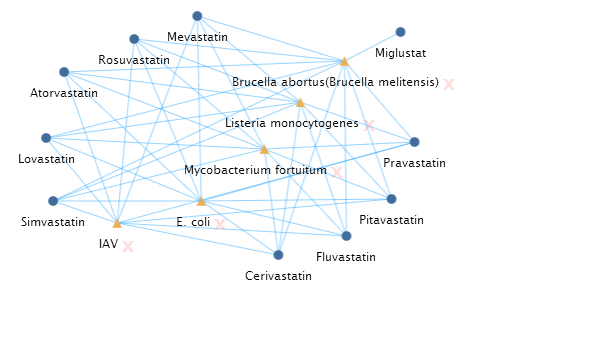 Mevastatin
Miglustat
Rosuvastatin
Brucella abortus(Brucella melitensis) x
Atorvastatin
Listeria monocytogenes x
Lovastatin
Pravastatin
Mycobacterium fortuitum x
Simvastatin
E. coli x
Pitavastatin
IAV x
Fluvastatin
Cerivastatin